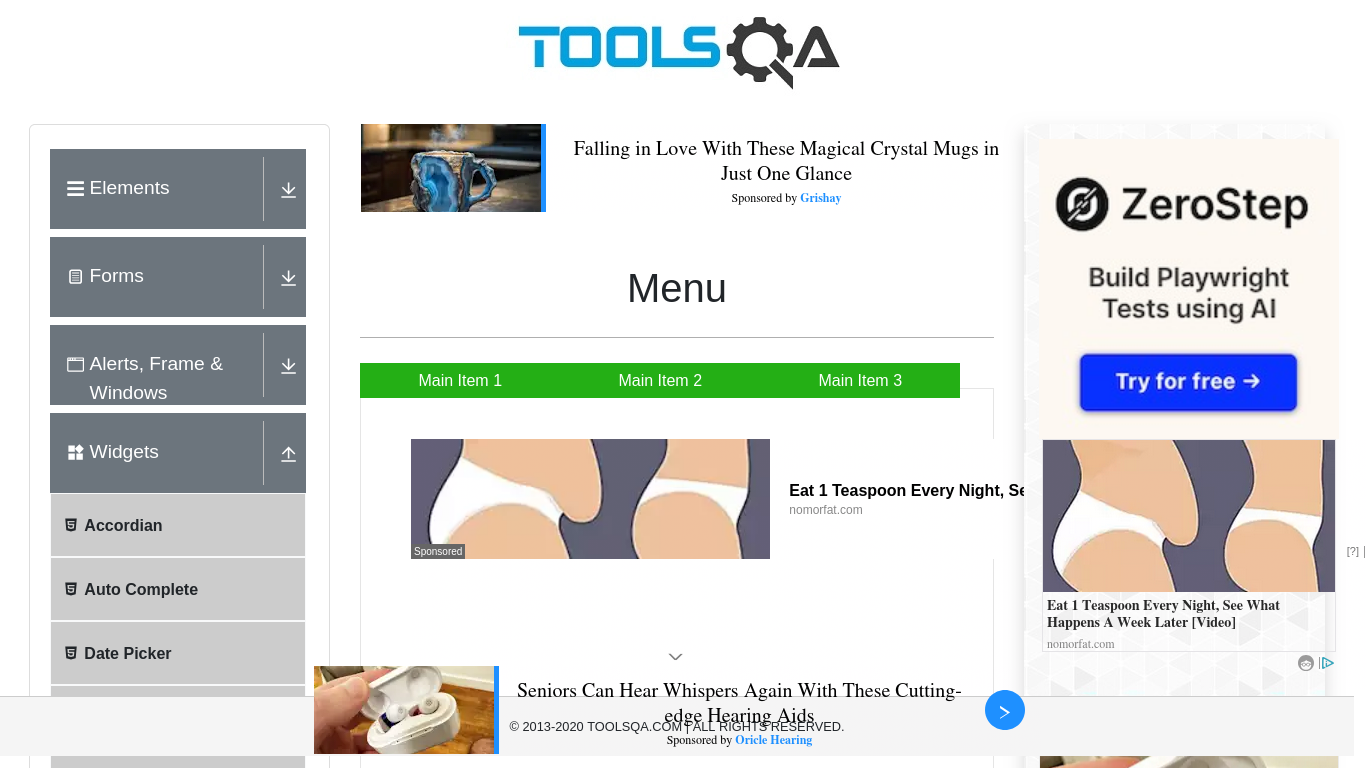 TOOLSQA
Elements
Forms
Alerts, Frame &
Windows
Widgets
Accordian
Auto Complete
Date Picker
Falling in Love With These Magical Crystal Mugs in
Just One Glance
Sponsored by Grishay
Menu
Main Item 1
Main Item 2
Main Item 3
Sponsored
Eat 1 Teaspoon Every Night, Se
nomorfat.com
ZeroStep
Build Playwright
Tests using AI
Try for free →
Eat 1 Teaspoon Every Night, See What
Happens A Week Later [Video]
nomorfat.com
[?]
Seniors Can Hear Whispers Again With These Cutting-
edge Hearing Aids
Sponsored by Oricle Hearing
© 2013-2020 TOOLSQA.COM | ALL RIGHTS RESERVED.